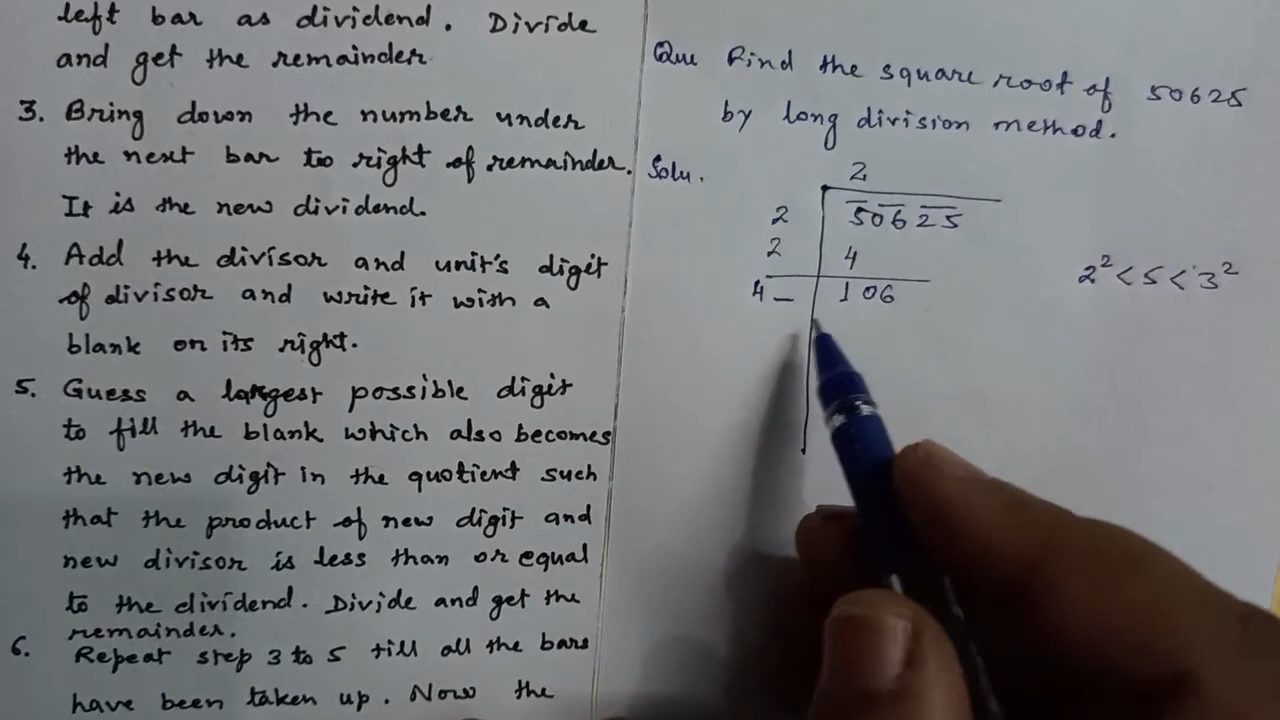 left bar as dividend. Divide
and get the remainder
3. Bring down the number under
the next bar to right of remainder.
It is the new dividend.
4. Add the divisor and unit's digit
of divisor and write it with a
blank on its right.
5. Guess a largest possible digit
to fill the blank which also becomes
the new digit in the quotient such
that the product of new digit and
new divisor is less than or equal
to the dividend. Divide and get the
remainder.
6. Repeat step 3 to 5 till all the bars
have been taken up. Now the
Que Find the square root of 50625
by long division method.
Solu.
2
2 50625
2 4
4_ 106
2² < 5 < 3²